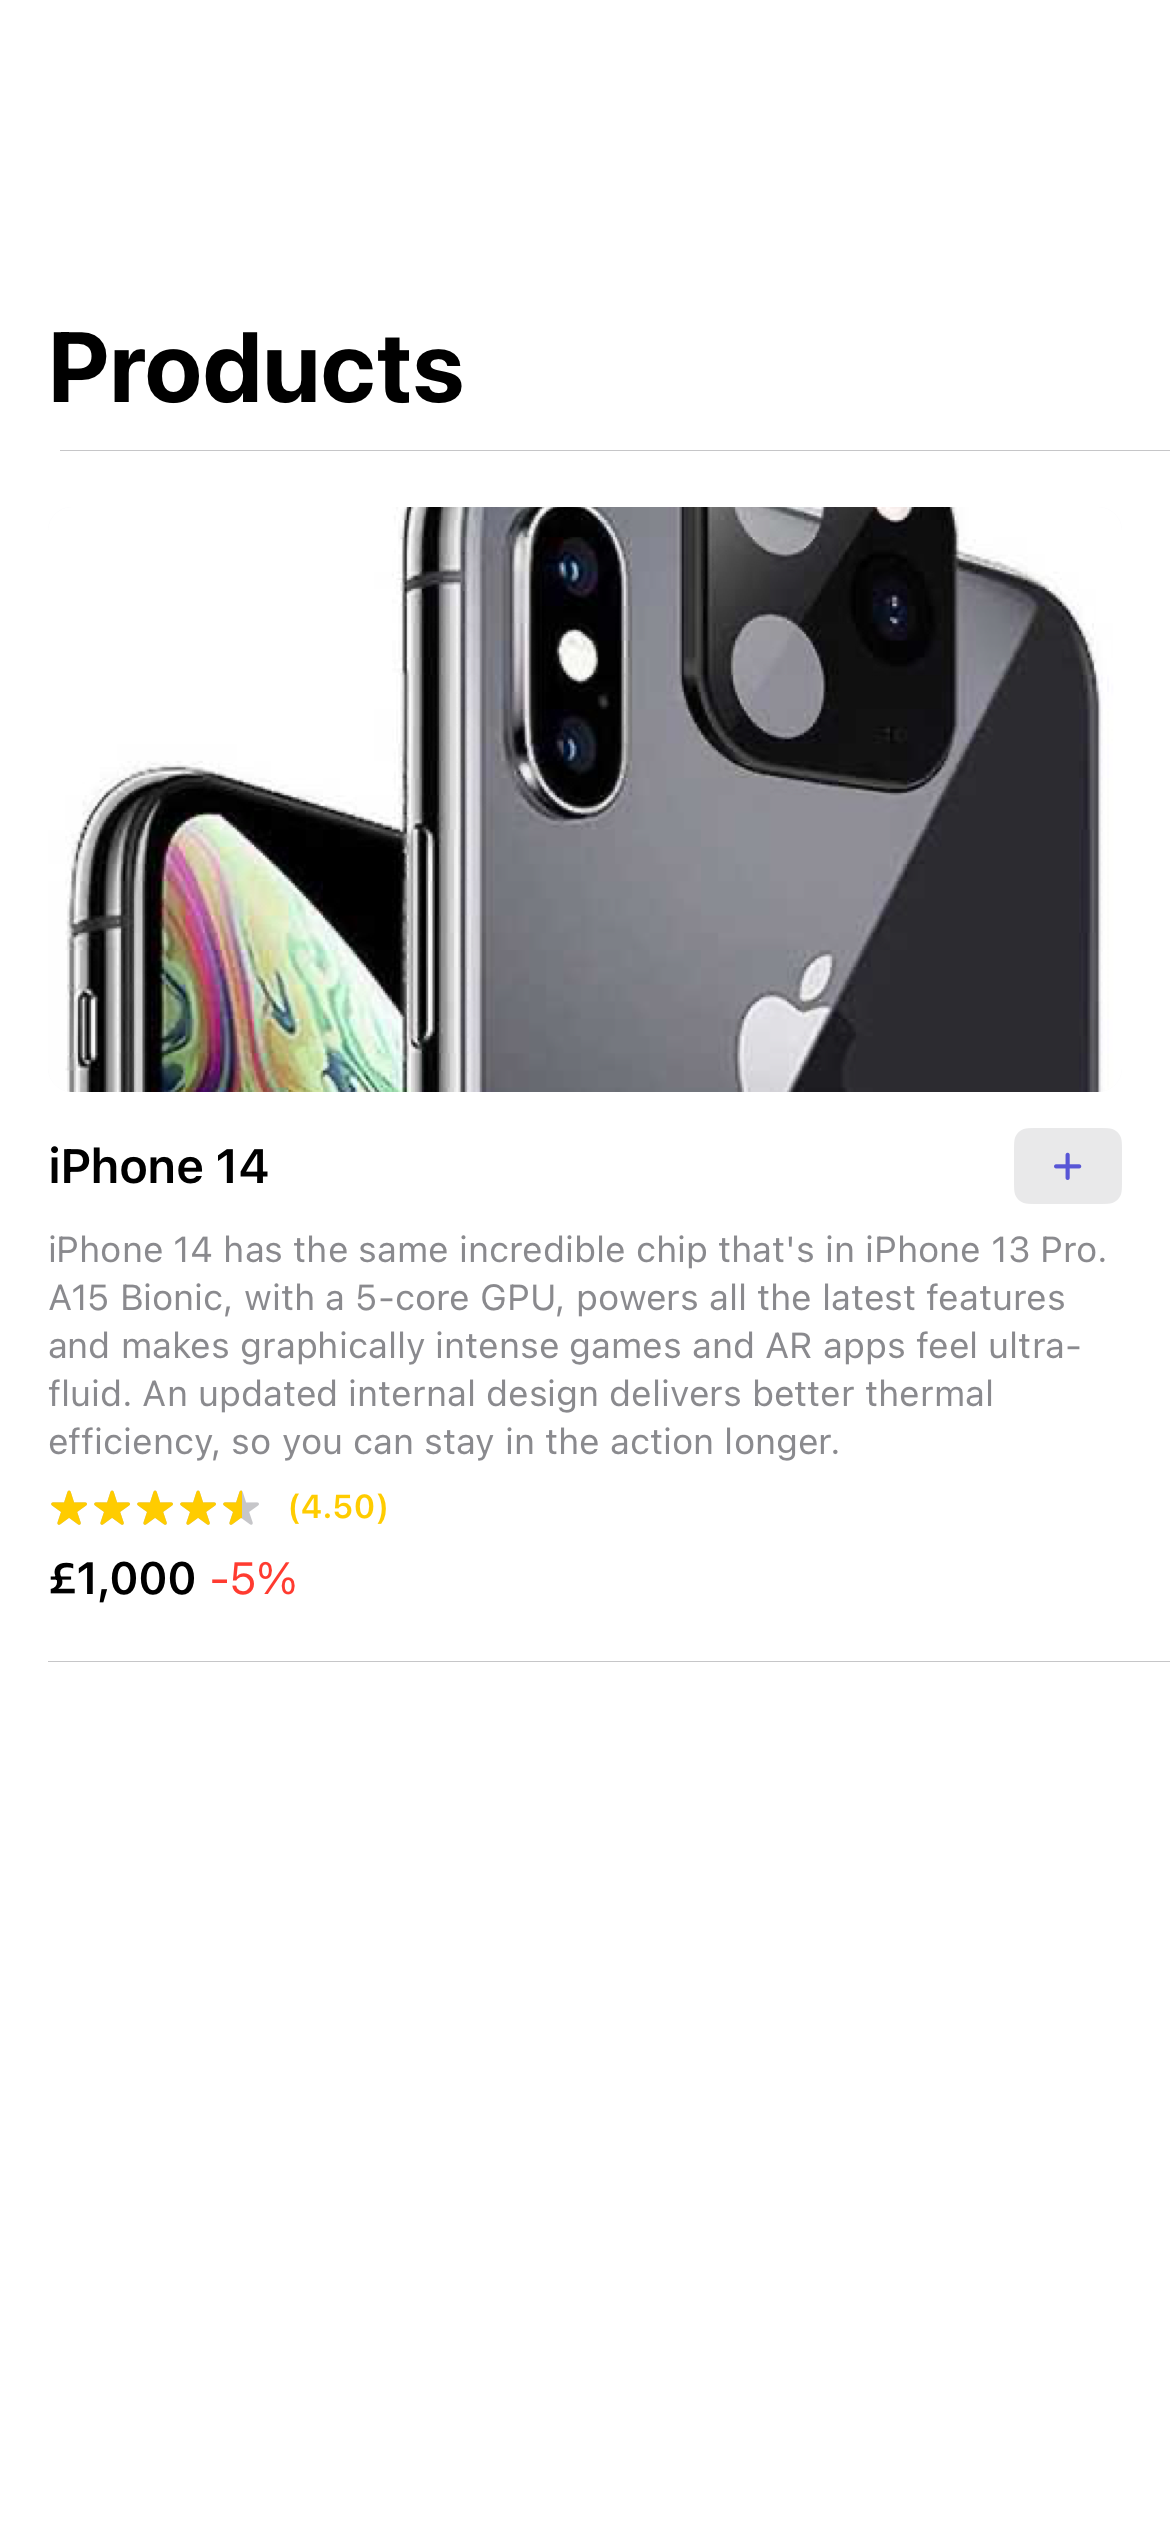 Products
iPhone 14
+
iPhone 14 has the same incredible chip that's in iPhone 13 Pro.
A15 Bionic, with a 5-core GPU, powers all the latest features
and makes graphically intense games and AR apps feel ultra-
fluid. An updated internal design delivers better thermal
efficiency, so you can stay in the action longer.
(4.50)
£1,000 -5%